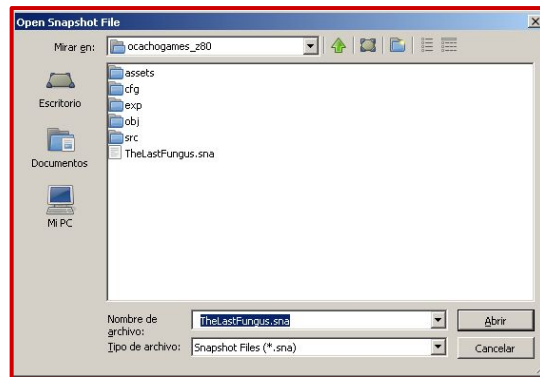 Open Snapshot File
Mirar en:
ocachogames_z80
assets
cfg
exp
obj
src
TheLastFungus.sna
Escritorio
Documentos
Mi PC
Nombre de archivo:
TheLastFungus.sna
Abrir
Tipo de archivo:
Snapshot Files (*.sna)
Cancelar